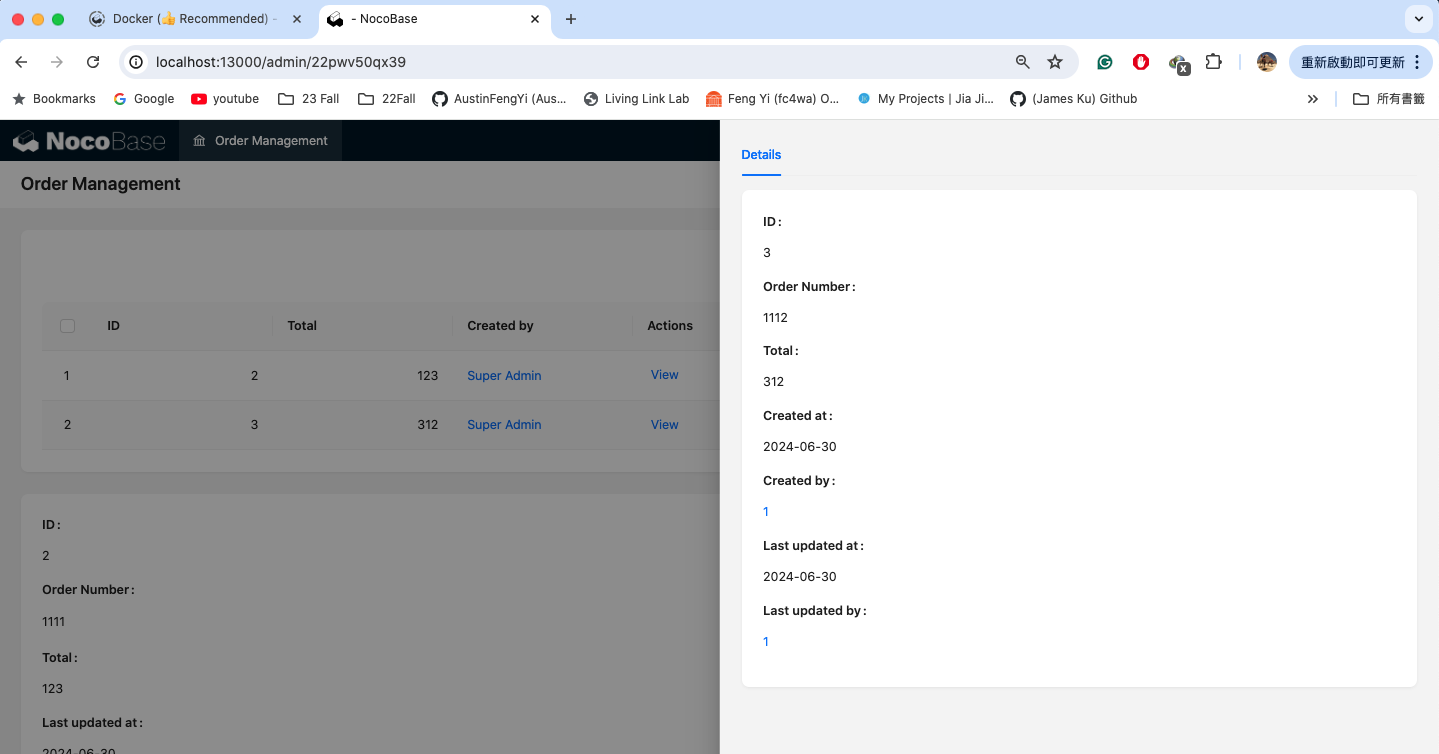 Docker (👍 Recommended) -
- NocoBase
localhost:13000/admin/22pwv50qx39
重新啟動即可更新
Bookmarks
Google
youtube
23 Fall
22Fall
AustinFengYi (Aus...
Living Link Lab
Feng Yi (fc4wa) O...
My Projects | Jia Ji...
(James Ku) Github
所有書籤
NocoBase
Order Management
Order Management
ID Total Created by Actions
1 2 123 Super Admin View
2 3 312 Super Admin View
ID:
2
Order Number:
1111
Total:
123
Last updated at:
2024-06-30
Details
ID:
3
Order Number:
1112
Total:
312
Created at:
2024-06-30
Created by:
1
Last updated at:
2024-06-30
Last updated by:
1